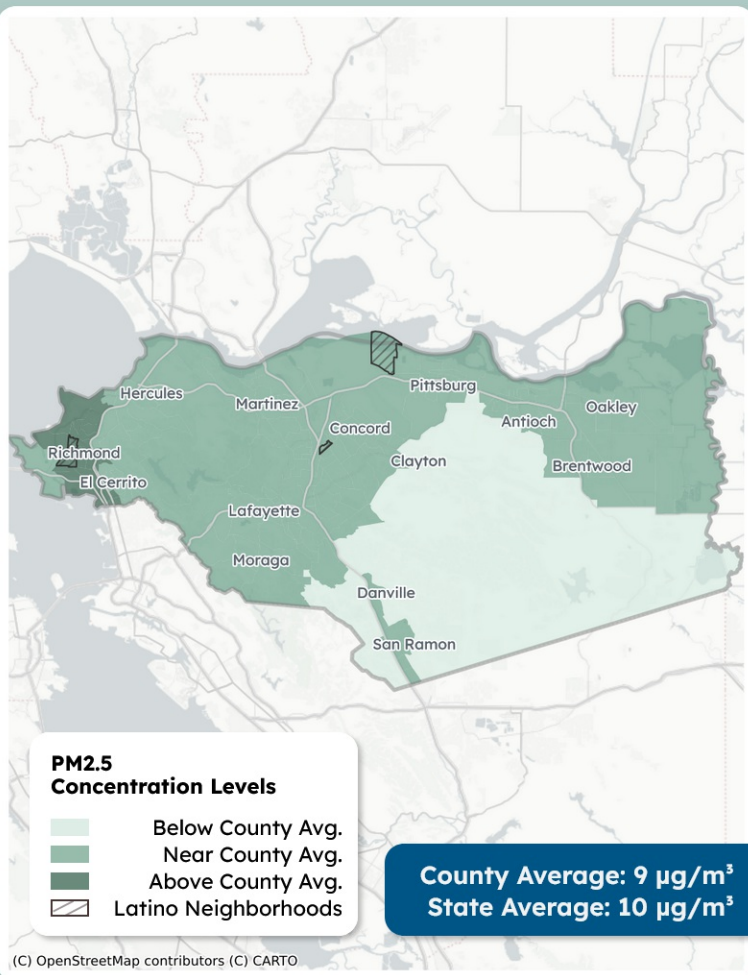 Hercules
Martinez
Pittsburg
Oakley
Antioch
Concord
Richmond
Clayton
Brentwood
El Cerrito
Lafayette
Moraga
Danville
San Ramon
PM2.5
Concentration Levels
Below County Avg.
Near County Avg.
Above County Avg.
Latino Neighborhoods
County Average: 9 µg/m³
State Average: 10 µg/m³
(C) OpenStreetMap contributors (C) CARTO